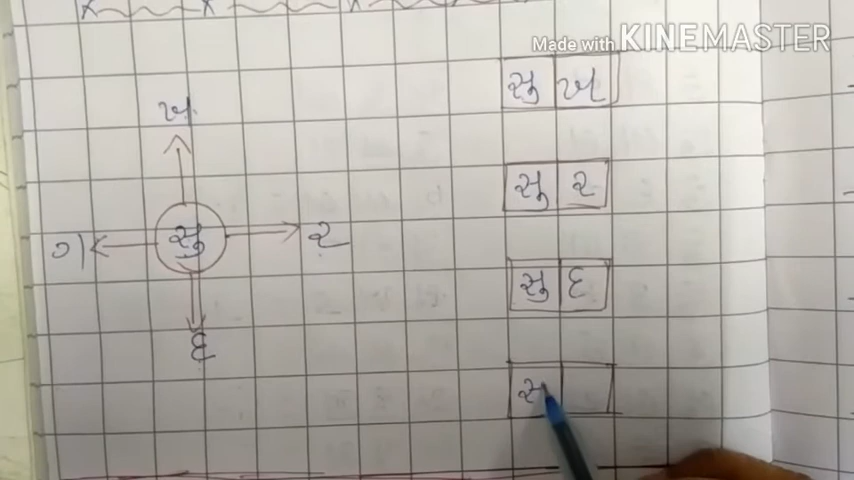 Made with KINEMASTER
ખ
ગ સુ ર
દ
સુ ખ
સુ ર
સુ દ
સ